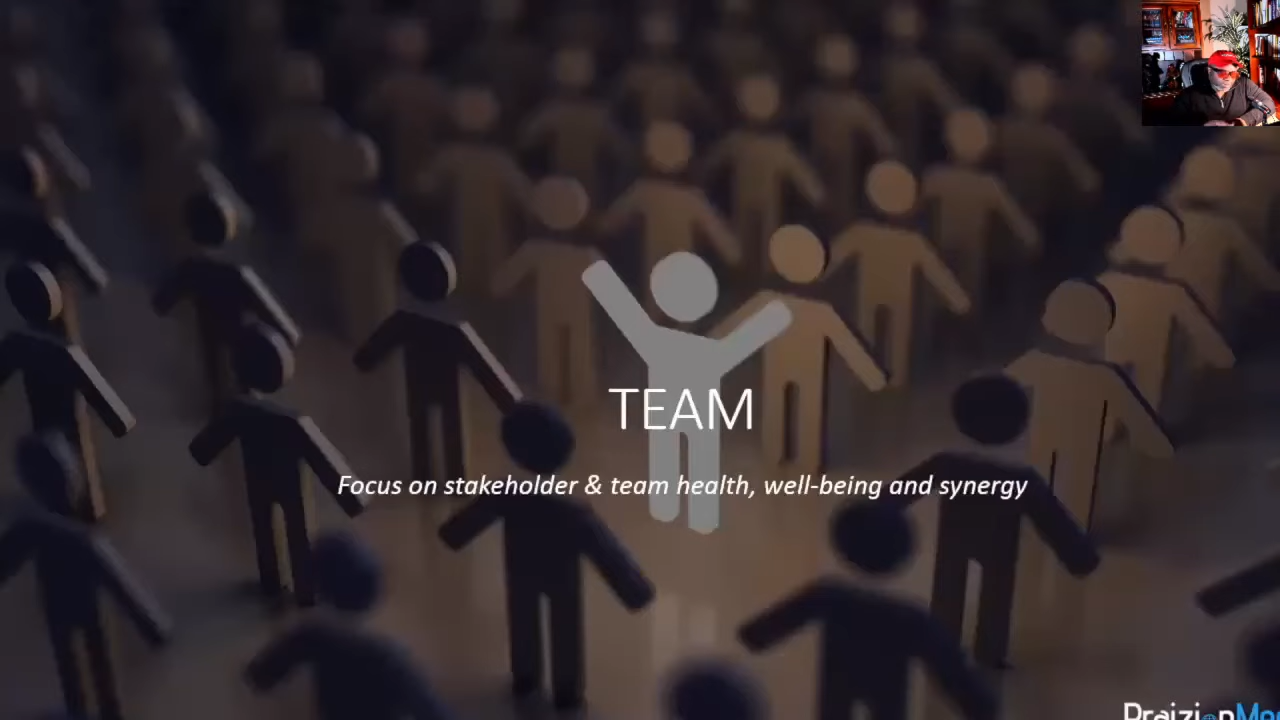 TEAM
Focus on stakeholder & team health, well-being and synergy